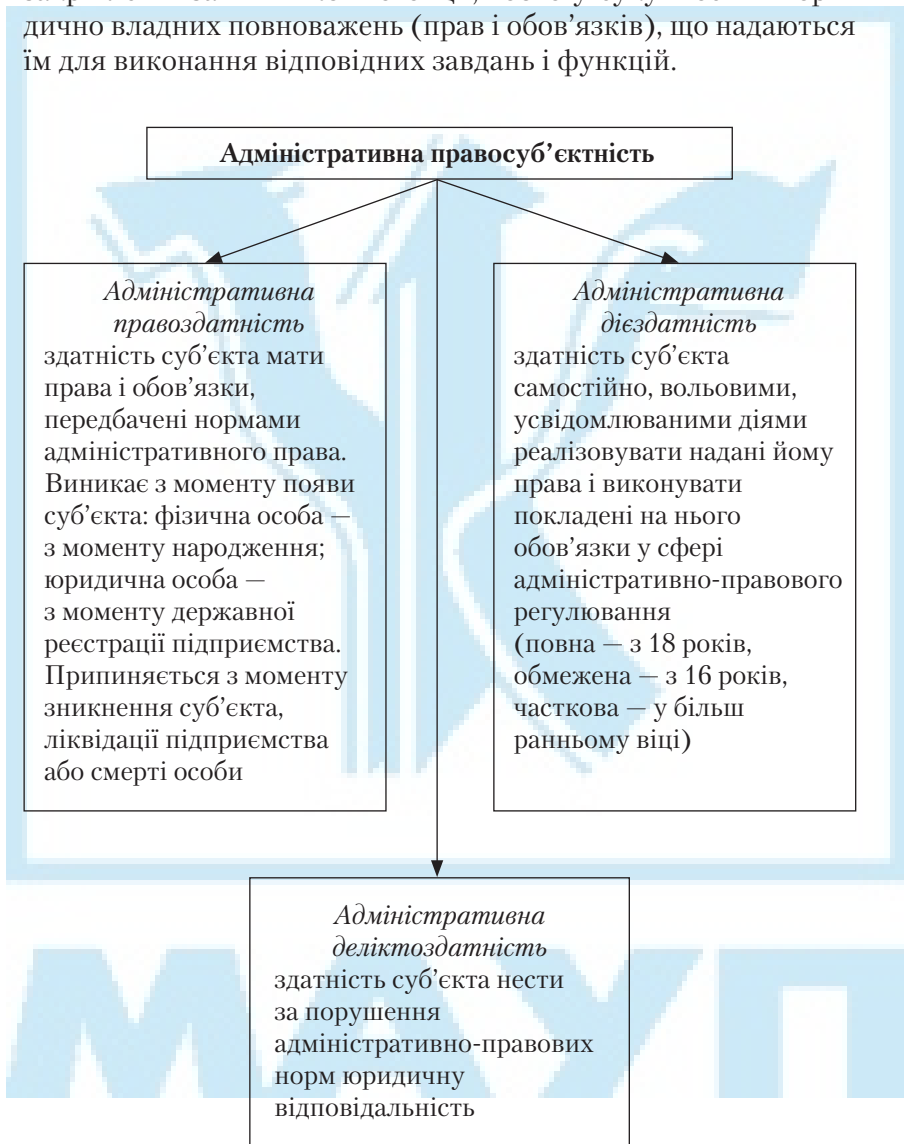 дично владних повноважень (прав і обов’язків), що надаються
їм для виконання відповідних завдань і функцій.
Адміністративна правосуб’єктність
Адміністративна
правоздатність
здатність суб’єкта мати
права і обов’язки,
передбачені нормами
адміністративного права.
Виникає з моменту появи
суб’єкта: фізична особа —
з моменту народження;
юридична особа —
з моменту державної
реєстрації підприємства.
Припиняється з моменту
зникнення суб’єкта,
ліквідації підприємства
або смерті особи
Адміністративна
дієздатність
здатність суб’єкта
самостійно, вольовими,
усвідомлюваними діями
реалізовувати надані йому
права і виконувати
покладені на нього
обов’язки у сфері
адміністративно-правового
регулювання
(повна — з 18 років,
обмежена — з 16 років,
часткова — у більш
ранньому віці)
Адміністративна
деліктоздатність
здатність суб’єкта нести
за порушення
адміністративно-правових
норм юридичну
відповідальність
МАУП